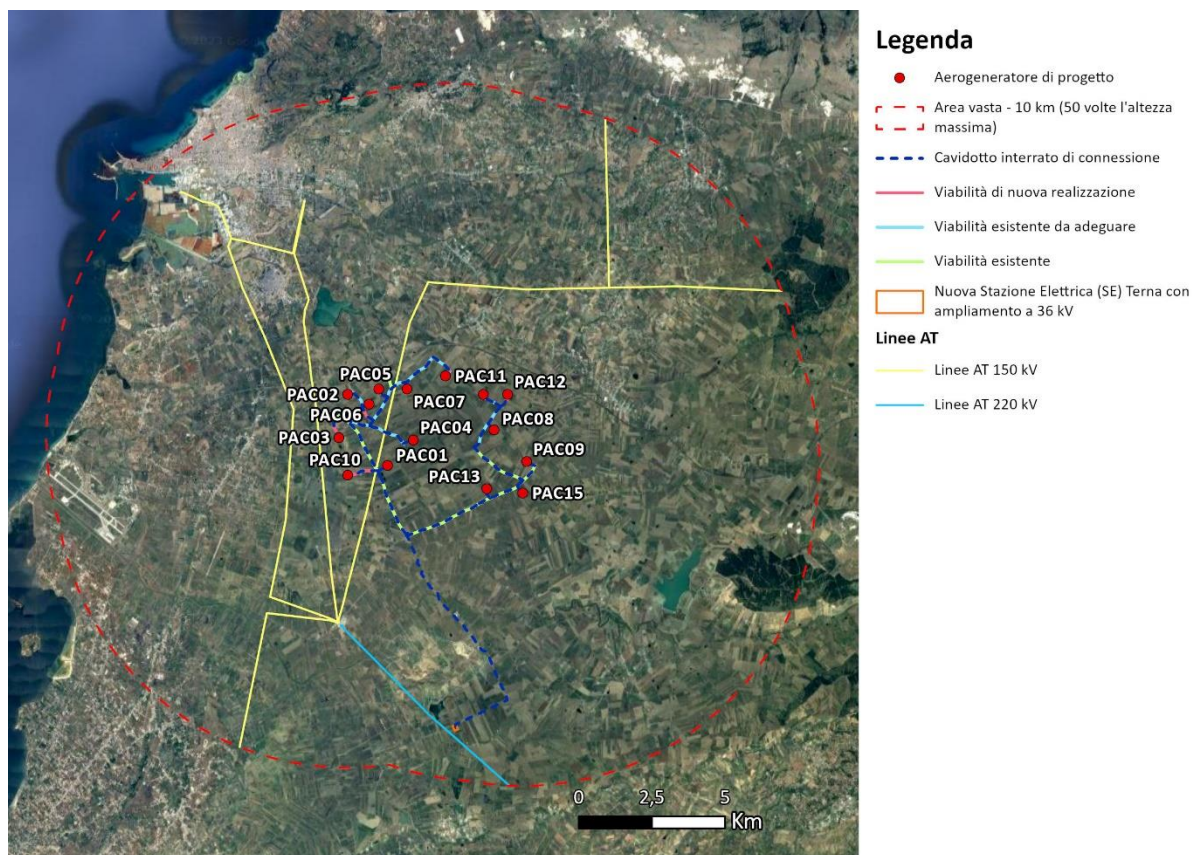 Legenda
Aerogeneratore di progetto
Area vasta - 10 km (50 volte l'altezza
massima)
Cavidotto interrato di connessione
Viabilità di nuova realizzazione
Viabilità esistente da adeguare
Viabilità esistente
Nuova Stazione Elettrica (SE) Terna con
ampliamento a 36 kV
Linee AT
Linee AT 150 kV
Linee AT 220 kV
PAC05
PAC11
PAC12
PAC02
PAC07
PAC06
PAC08
PAC03
PAC04
PAC01
PAC09
PAC10
PAC13
PAC15
0 2,5 5
Km